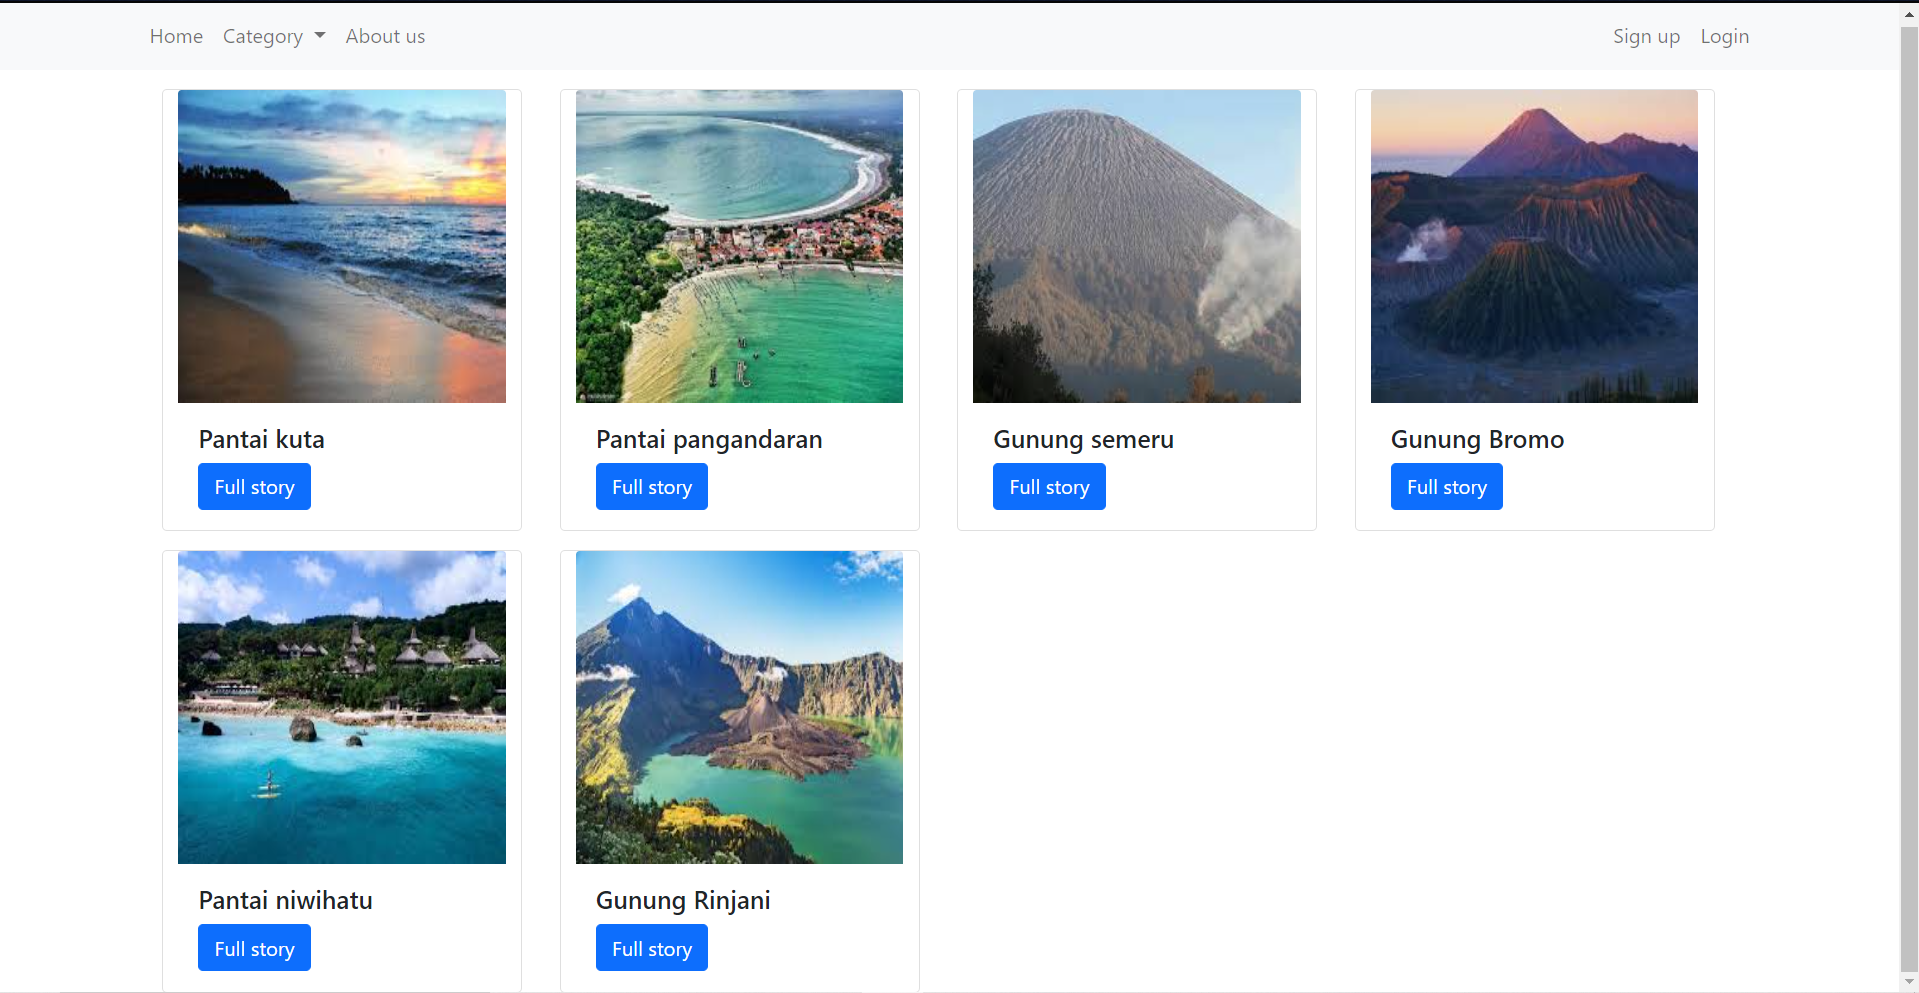 Home Category About us Sign up Login
Pantai kuta
Full story
Pantai pangandaran
Full story
Gunung semeru
Full story
Gunung Bromo
Full story
Pantai niwihatu
Full story
Gunung Rinjani
Full story